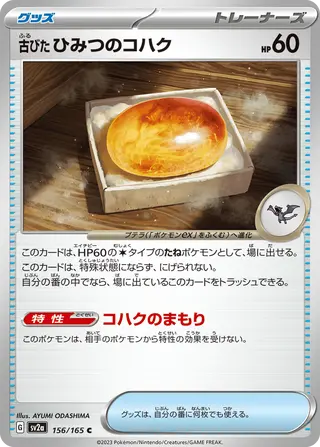 グッズ
トレーナーズ
古びた ひみつのコハク
ふる
HP60
プテラ(「ポケモンex」をふくむ)へ進化
このカードは、HP60の タイプのたねポケモンとして、場に出せる。
このカードは、特殊状態にならず、にげられない。
自分の番の中でなら、場に出ているこのカードをトラッシュできる。
特性 コハクのまもり
このポケモンは、相手のポケモンから特性の効果を受けない。
Illus. AYUMI ODASHIMA
G sv2a 156/165 C
グッズは、自分の番に何枚でも使える。
©2023 Pokémon/Nintendo/Creatures/GAME FREAK.